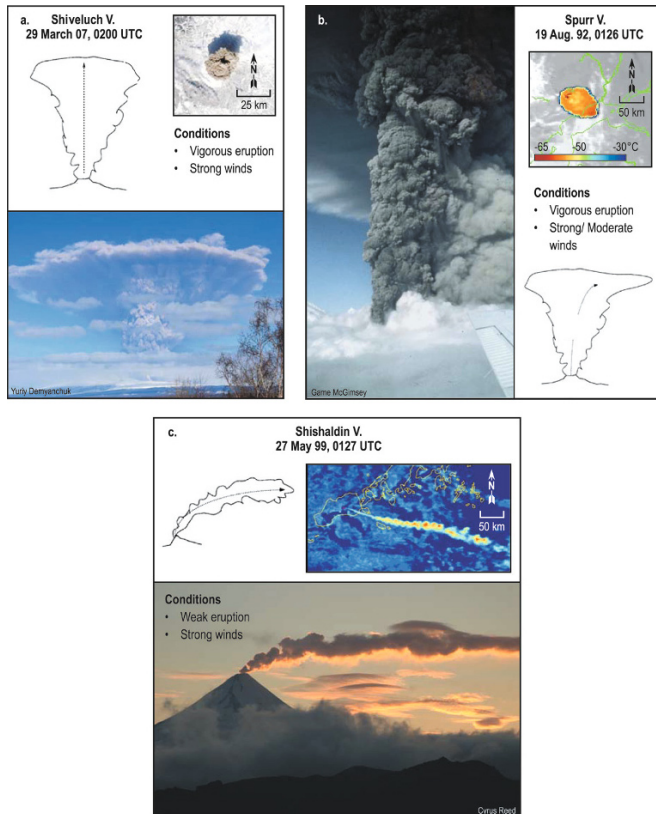 a.
Shiveluch V.
29 March 07, 0200 UTC
N
25 km
Conditions
• Vigorous eruption
• Strong winds
Yuriy Demyanchuk
b.
Spurr V.
19 Aug. 92, 0126 UTC
N
50 km
-65 -50 -30°C
Conditions
• Vigorous eruption
• Strong/ Moderate
winds
Game McGimsey
c.
Shishaldin V.
27 May 99, 0127 UTC
N
50 km
Conditions
• Weak eruption
• Strong winds
Cyrus Reed